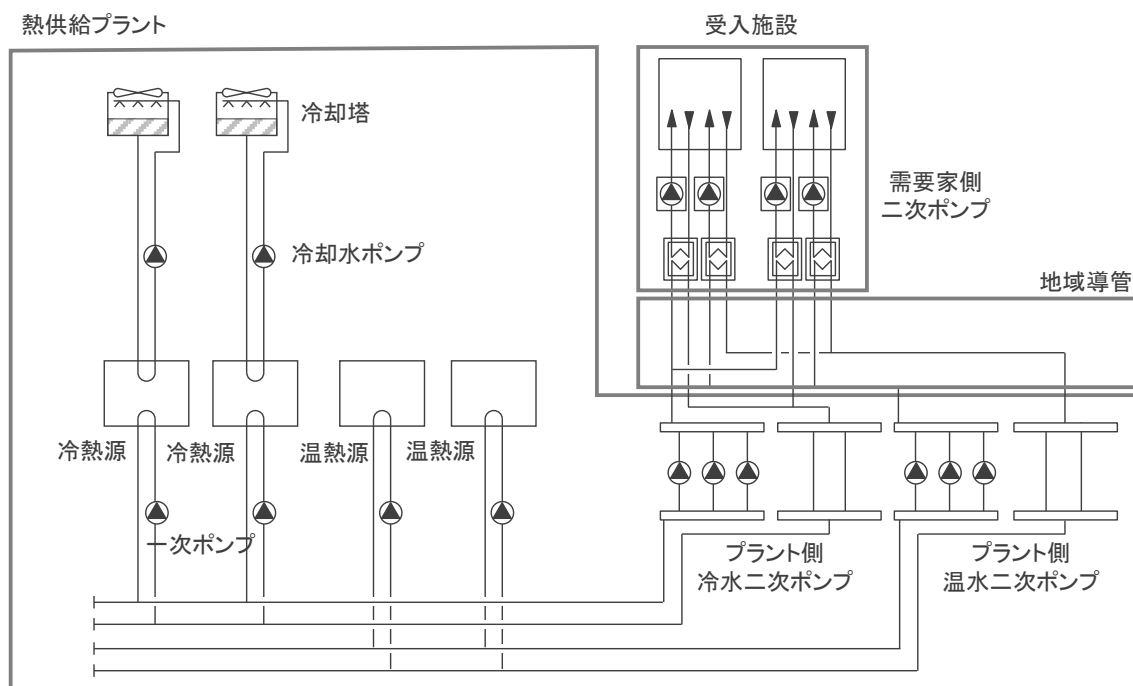 熱供給プラント
受入施設
冷却塔
需要家側
二次ポンプ
冷却水ポンプ
地域導管
冷熱源
冷熱源
温熱源
温熱源
一次ポンプ
プラント側
冷水二次ポンプ
プラント側
温水二次ポンプ